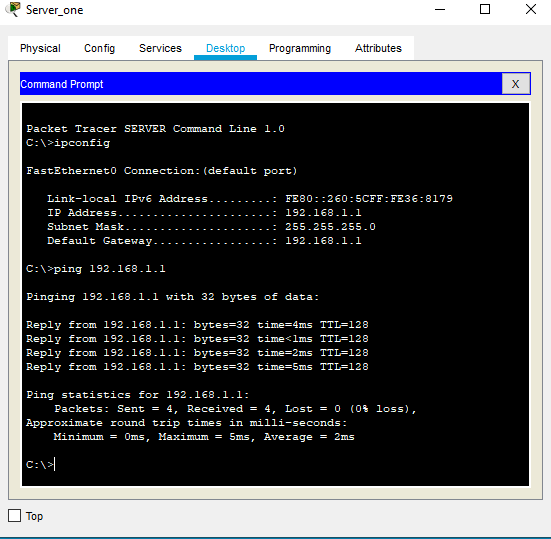 Server_one
Physical Config Services Desktop Programming Attributes
Command Prompt
X
Packet Tracer SERVER Command Line 1.0
C:\>ipconfig
FastEthernet0 Connection:(default port)
Link-local IPv6 Address.........: FE80::260:5CFF:FE36:8179
IP Address......................: 192.168.1.1
Subnet Mask.....................: 255.255.255.0
Default Gateway.................: 192.168.1.1
C:\>ping 192.168.1.1
Pinging 192.168.1.1 with 32 bytes of data:
Reply from 192.168.1.1: bytes=32 time=4ms TTL=128
Reply from 192.168.1.1: bytes=32 time<1ms TTL=128
Reply from 192.168.1.1: bytes=32 time=2ms TTL=128
Reply from 192.168.1.1: bytes=32 time=5ms TTL=128
Ping statistics for 192.168.1.1:
Packets: Sent = 4, Received = 4, Lost = 0 (0% loss),
Approximate round trip times in milli-seconds:
Minimum = 0ms, Maximum = 5ms, Average = 2ms
C:\>
Top